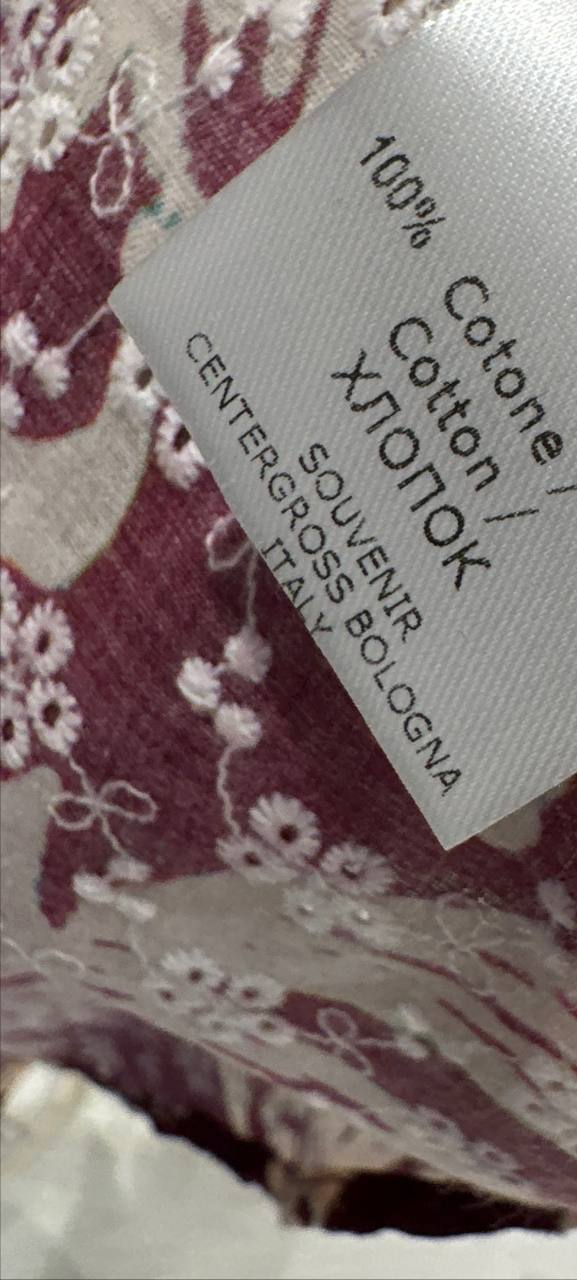 100% Cotone /
Cotton /
ХЛОПОК
SOUVENIR
CENTERGROSS BOLOGNA
ITALY